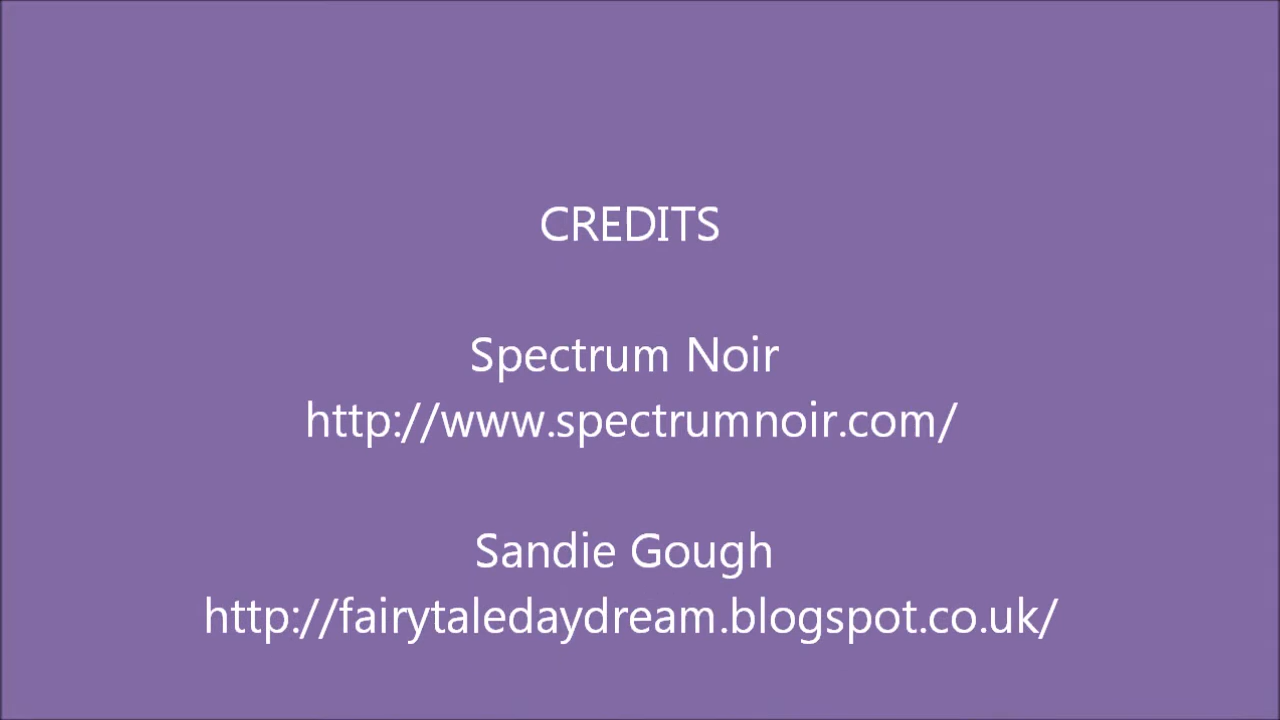 CREDITS
Spectrum Noir
http://www.spectrumnoir.com/
Sandie Gough
http://fairytaledaydream.blogspot.co.uk/